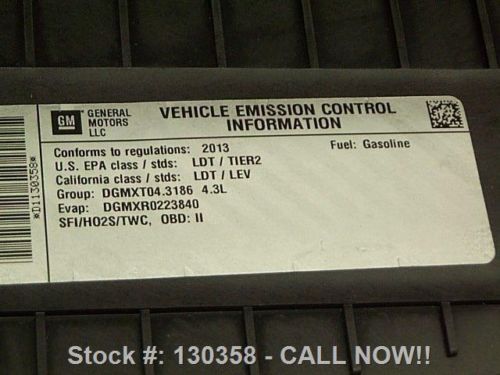 GM
GENERAL
MOTORS
LLC
VEHICLE EMISSION CONTROL
INFORMATION
Conforms to regulations: 2013
Fuel: Gasoline
U.S. EPA class / stds: LDT / TIER2
California class / stds: LDT / LEV
Group: DGMXT04.3186 4.3L
Evap: DGMXR0223840
SFI/HO2S/TWC, OBD: II
*D1130358*
Stock #: 130358 - CALL NOW!!